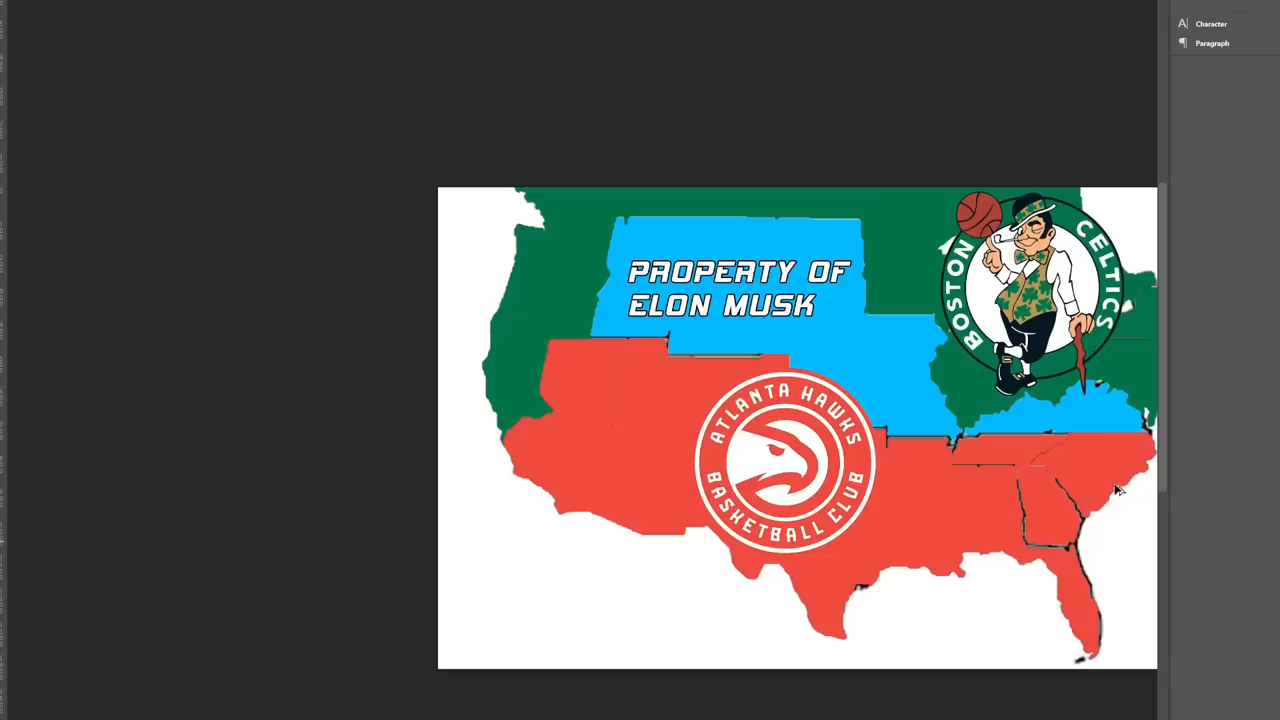 Character
Paragraph
BOSTON CELTICS
PROPERTY OF
ELON MUSK
ATLANTA HAWKS
BASKETBALL CLUB